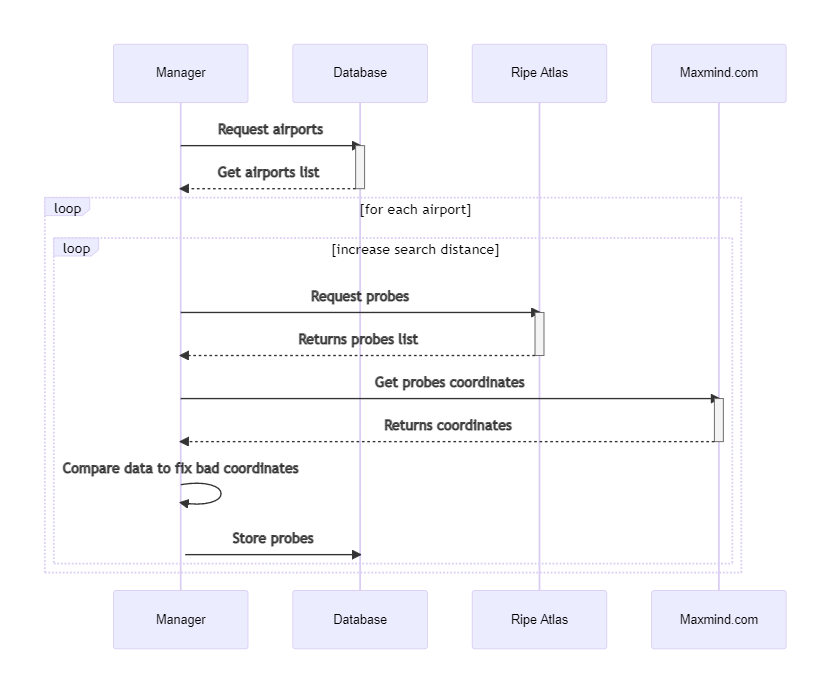 Manager Database Ripe Atlas Maxmind.com
Request airports
Get airports list
loop [for each airport]
loop [increase search distance]
Request probes
Returns probes list
Get probes coordinates
Returns coordinates
Compare data to fix bad coordinates
Store probes
Manager Database Ripe Atlas Maxmind.com